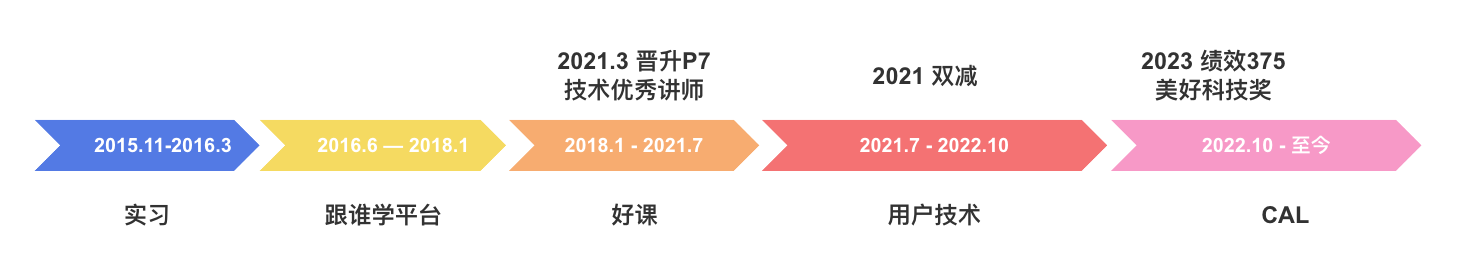 2021.3 晋升P7
技术优秀讲师
2021 双减
2023 绩效375
美好科技奖
2015.11-2016.3
2016.6 — 2018.1
2018.1 - 2021.7
2021.7 - 2022.10
2022.10 - 至今
实习
跟谁学平台
好课
用户技术
CAL